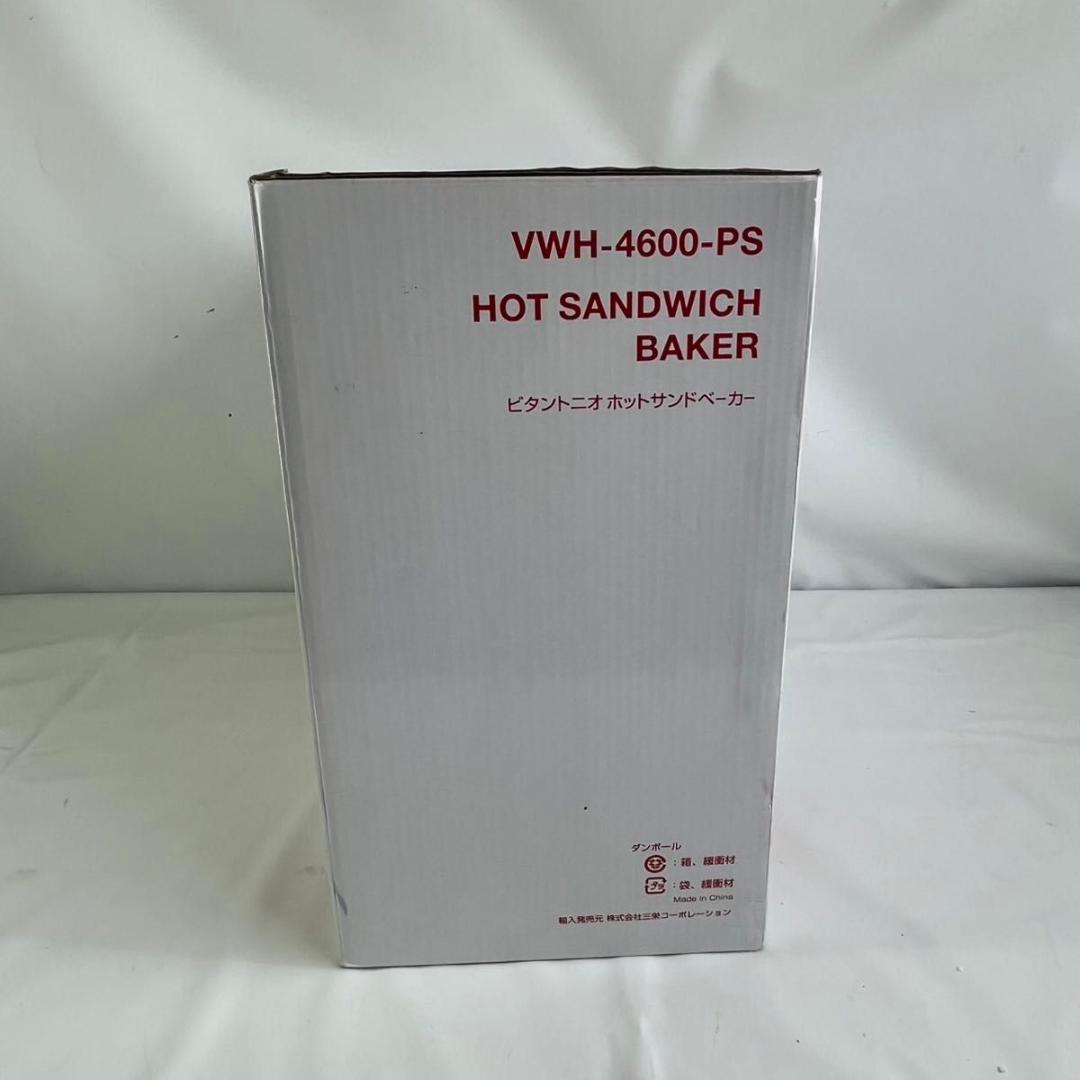 VWH-4600-PS
HOT SANDWICH
BAKER
ビタントニオ ホットサンドベーカー
ダンボール
：箱、緩衝材
プラ：袋、緩衝材
Made in China
輸入発売元 株式会社三栄コーポレーション